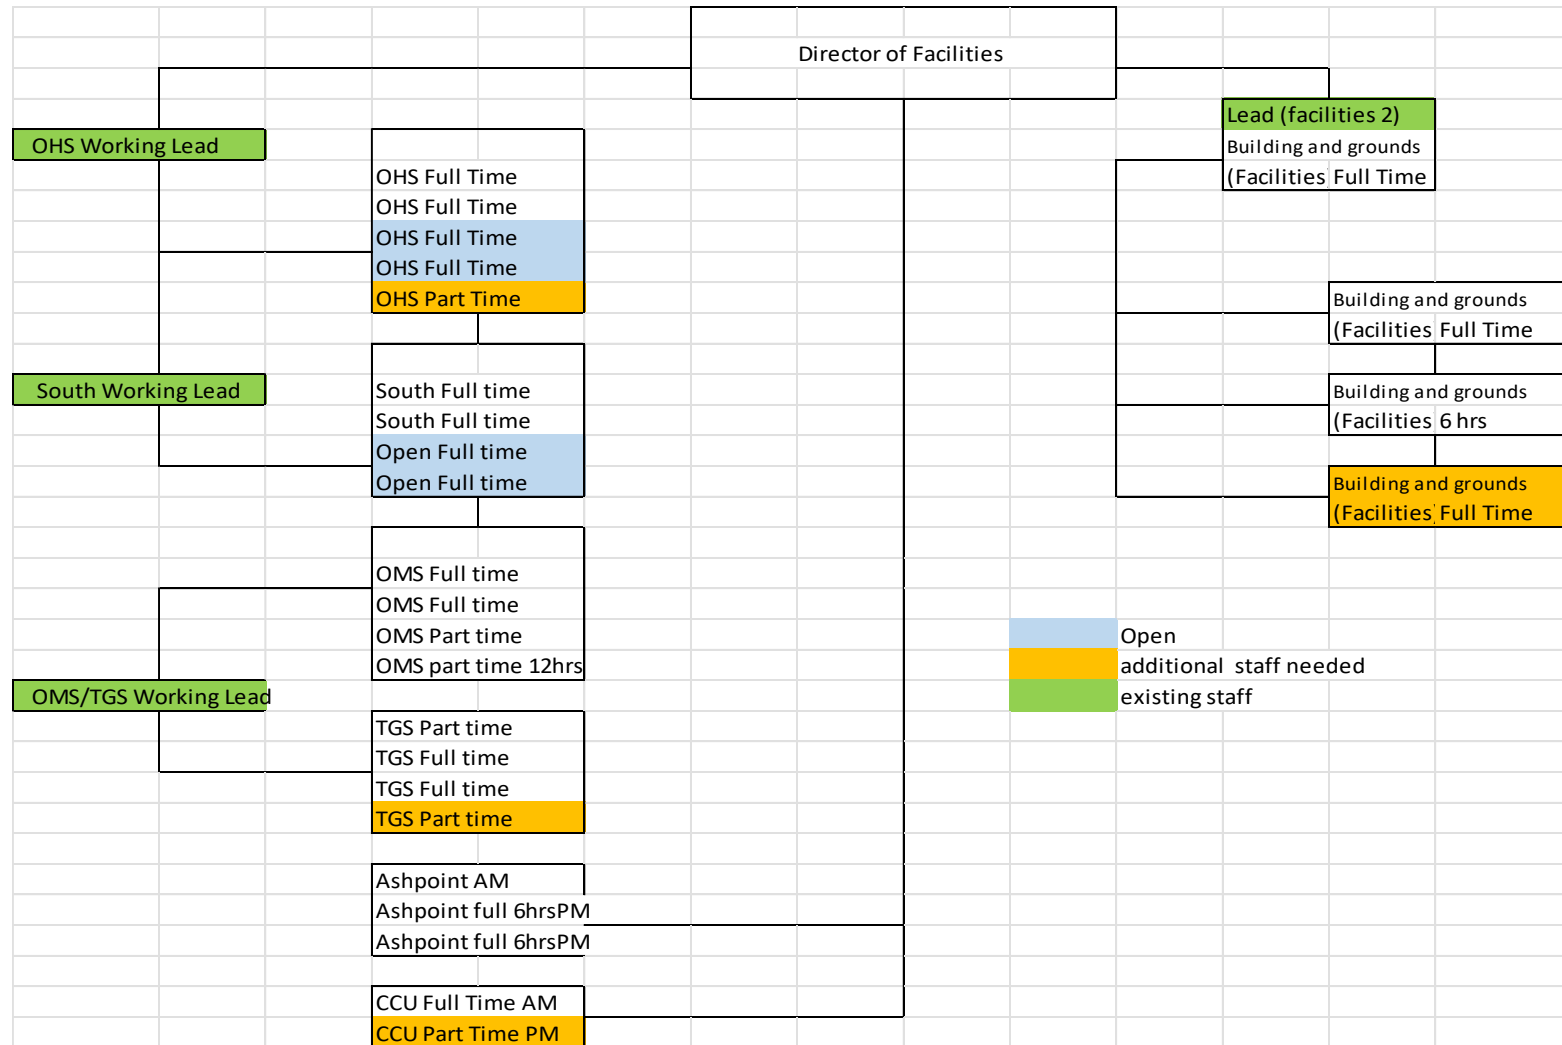 Director of Facilities
Lead (facilities 2)
Building and grounds
(Facilities Full Time
OHS Working Lead
OHS Full Time
OHS Full Time
OHS Full Time
OHS Full Time
OHS Part Time
Building and grounds
(Facilities Full Time
South Working Lead
South Full time
South Full time
Open Full time
Open Full time
Building and grounds
(Facilities 6 hrs
Building and grounds
(Facilities) Full Time
OMS Full time
OMS Full time
OMS Part time
OMS part time 12hrs
Open
additional staff needed
existing staff
OMS/TGS Working Lead
TGS Part time
TGS Full time
TGS Full time
TGS Part time
Ashpoint AM
Ashpoint full 6hrsPM
Ashpoint full 6hrsPM
CCU Full Time AM
CCU Part Time PM